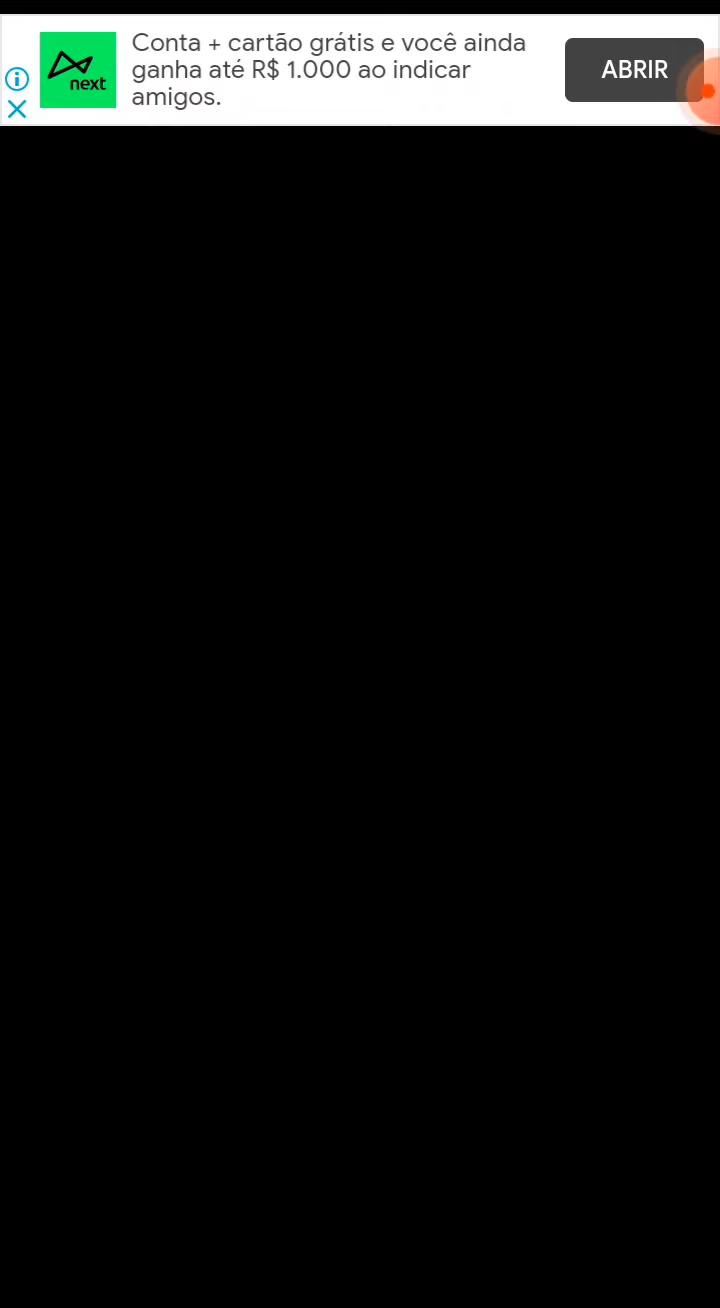 Conta + cartão grátis e você ainda
ganha até R$ 1.000 ao indicar
amigos.
next
ABRIR